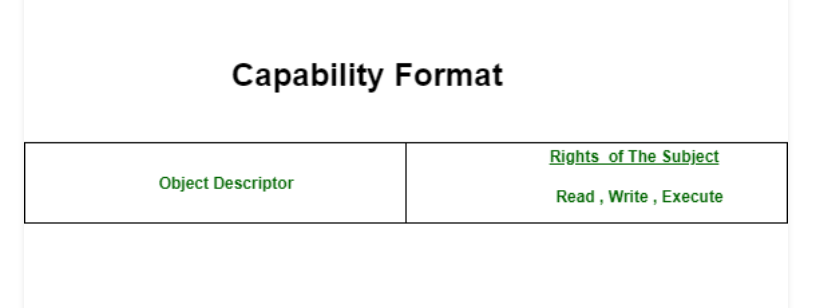 Capability Format
Object Descriptor
Rights of The Subject
Read , Write , Execute